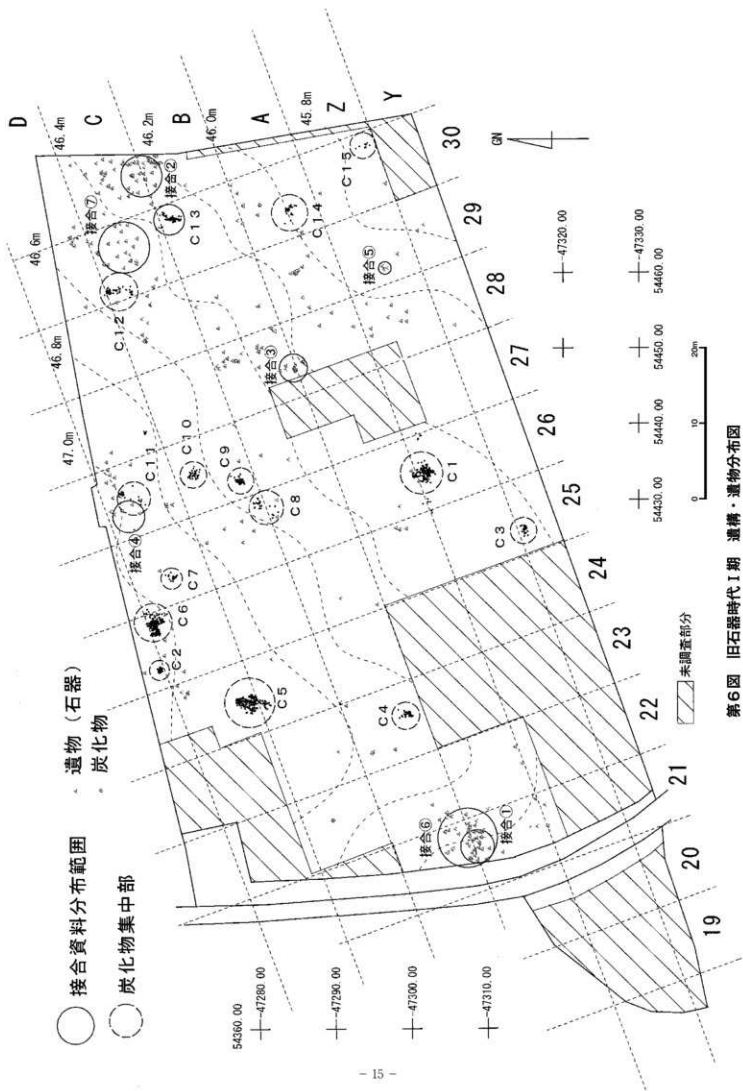 接合資料分布範囲
炭化物集中部
遺物（石器）
炭化物
D
C
B
A
Z
Y
46.4m
46.2m
46.0m
45.8m
46.6m
46.8m
47.0m
接合⑦
接合②
C13
C12
C14
C15
接合⑤
接合③
C11
接合④
C10
C9
C8
C7
C6
C2
C5
C1
C3
C4
接合⑥
接合①
30
29
28
27
26
25
24
23
22
21
20
19
GN
-47320.00
-47330.00
54460.00
54450.00
54440.00
54430.00
54360.00
-47280.00
-47290.00
-47300.00
-47310.00
0 10 20m
未調査部分
第6図 旧石器時代Ⅰ期 遺構・遺物分布図
- 15 -